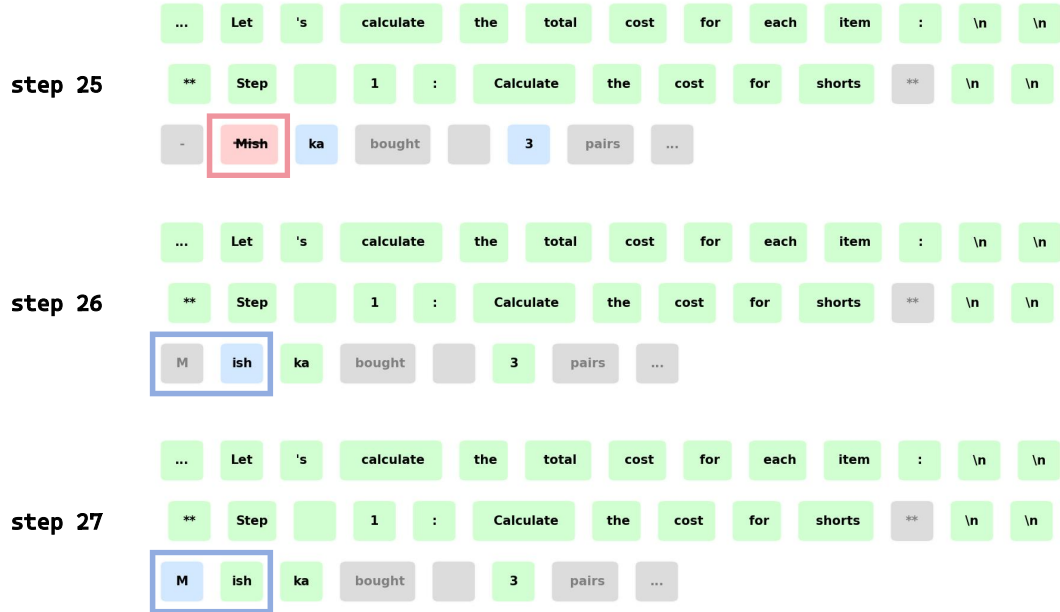 ... Let 's calculate the total cost for each item : \n \n
step 25 ** Step 1 : Calculate the cost for shorts ** \n \n
- Mish ka bought 3 pairs ...
... Let 's calculate the total cost for each item : \n \n
step 26 ** Step 1 : Calculate the cost for shorts ** \n \n
M ish ka bought 3 pairs ...
... Let 's calculate the total cost for each item : \n \n
step 27 ** Step 1 : Calculate the cost for shorts ** \n \n
M ish ka bought 3 pairs ...